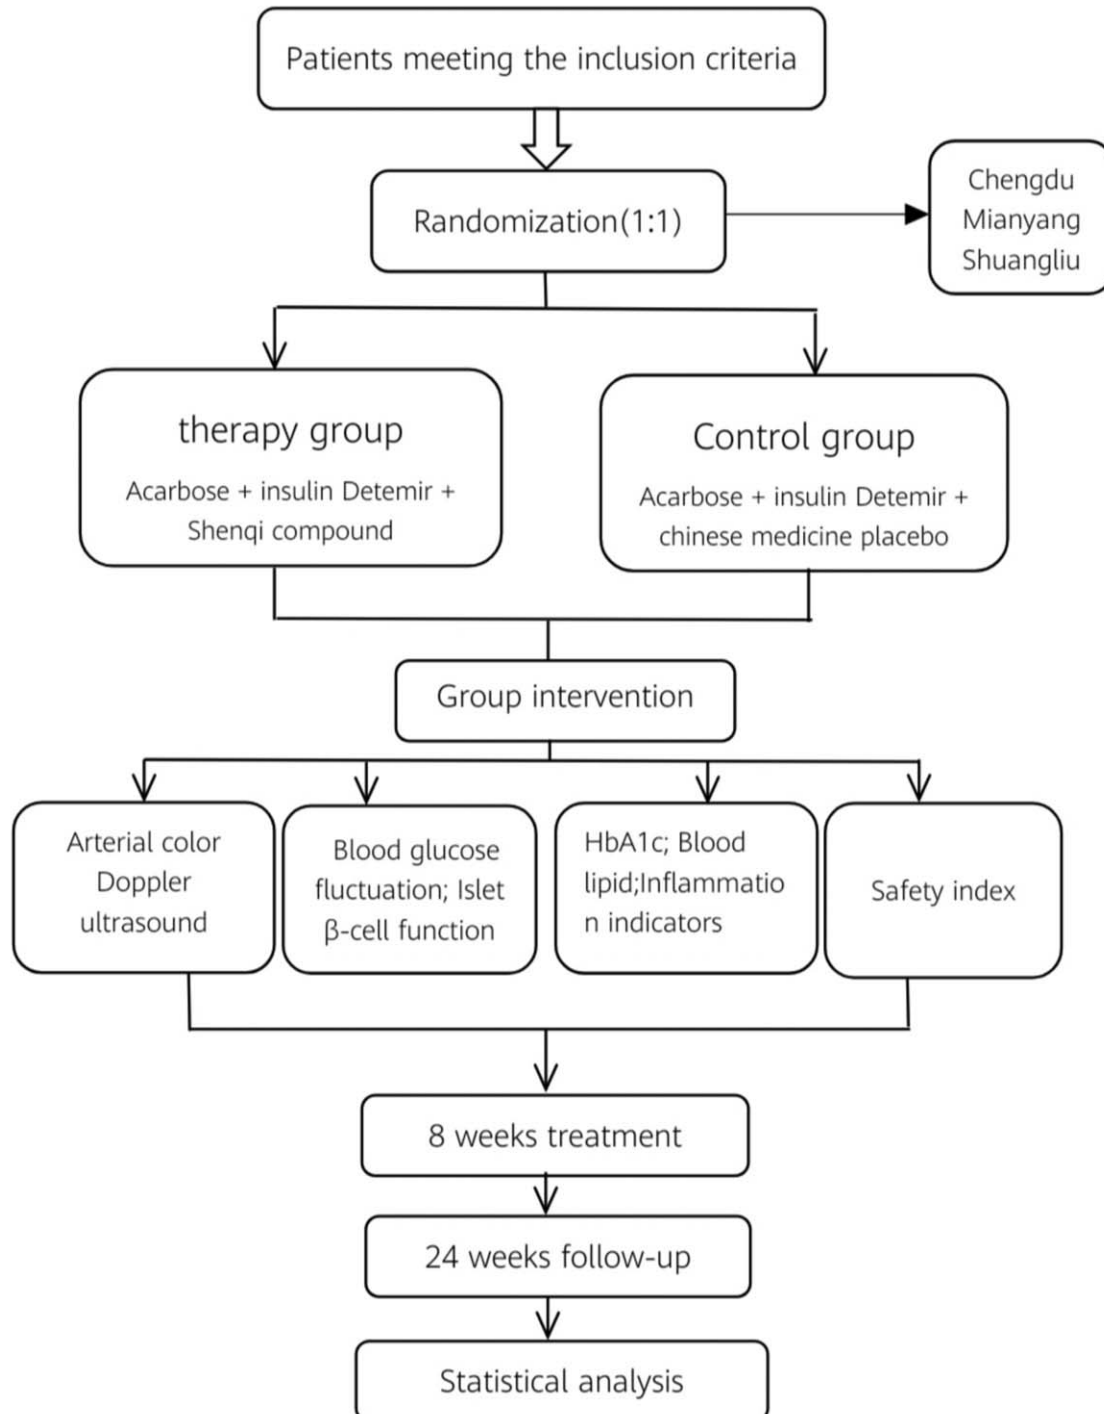 Patients meeting the inclusion criteria
Randomization(1:1)
Chengdu
Mianyang
Shuangliu
therapy group
Acarbose + insulin Detemir +
Shenqi compound
Control group
Acarbose + insulin Detemir +
chinese medicine placebo
Group intervention
Arterial color
Doppler
ultrasound
Blood glucose
fluctuation; Islet
β-cell function
HbA1c; Blood
lipid;Inflammatio
n indicators
Safety index
8 weeks treatment
24 weeks follow-up
Statistical analysis